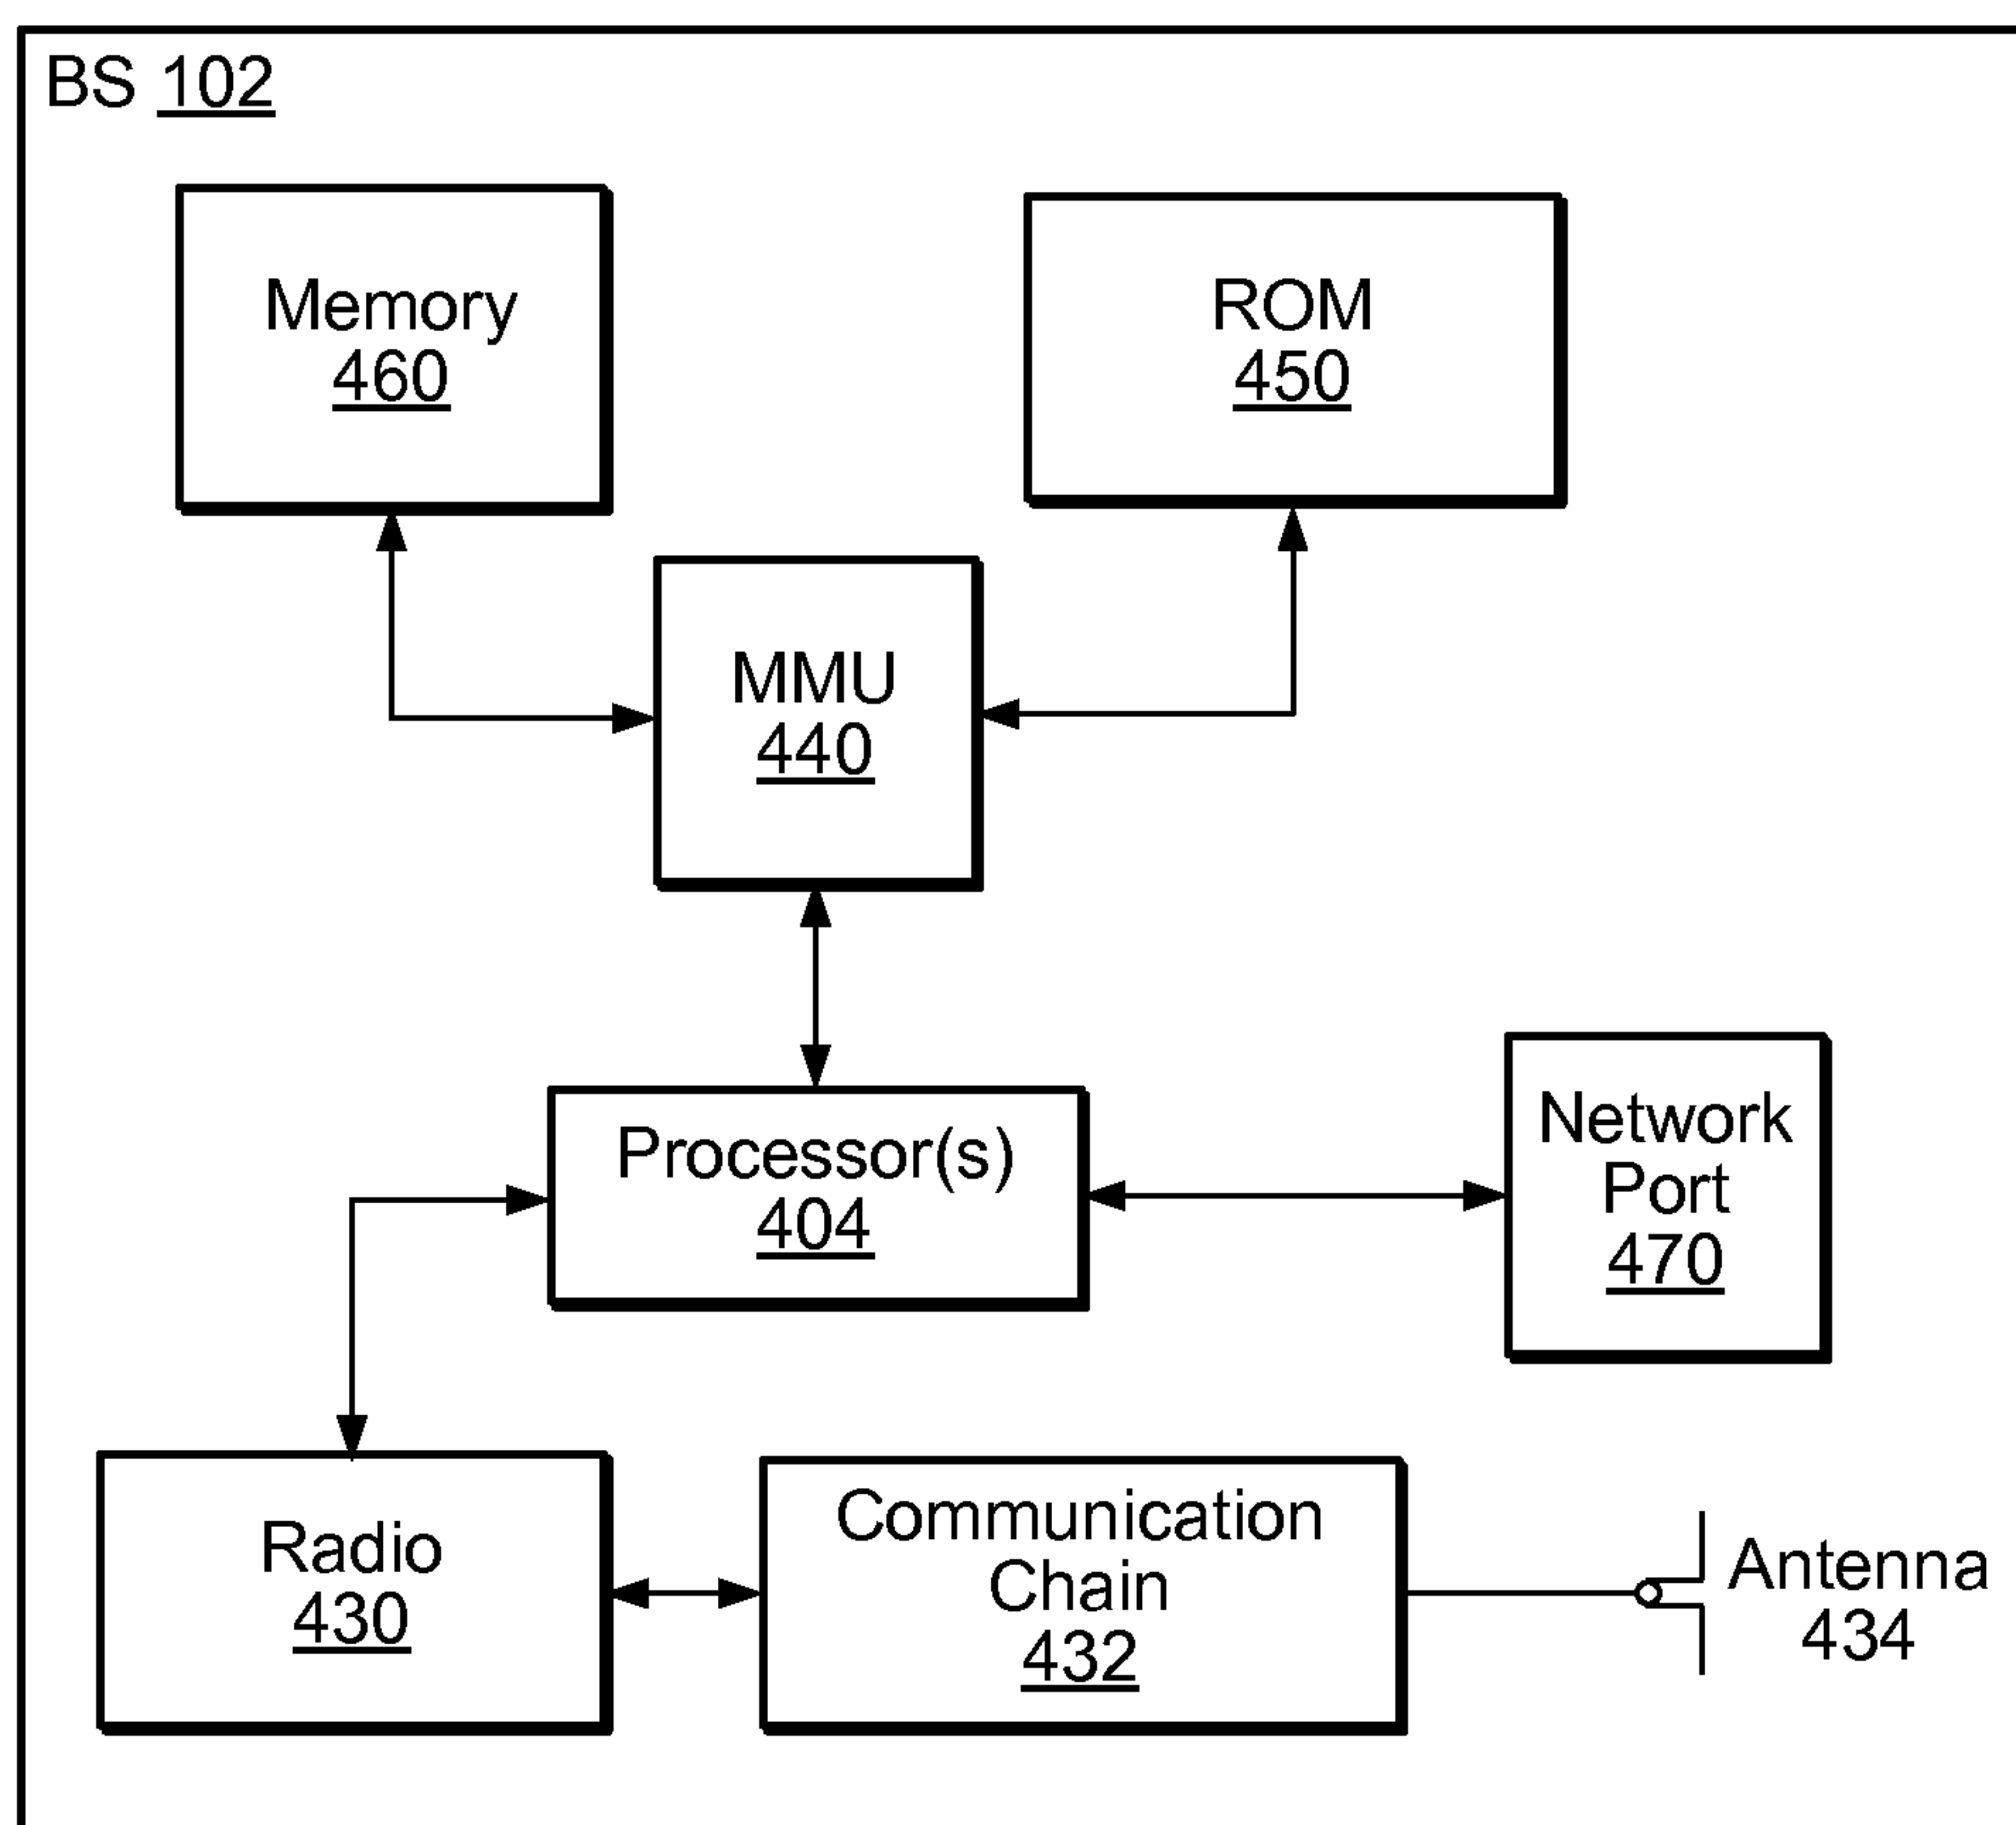 BS 102
Memory
460
ROM
450
MMU
440
Processor(s)
404
Network
Port
470
Radio
430
Communication
Chain
432
Antenna
434